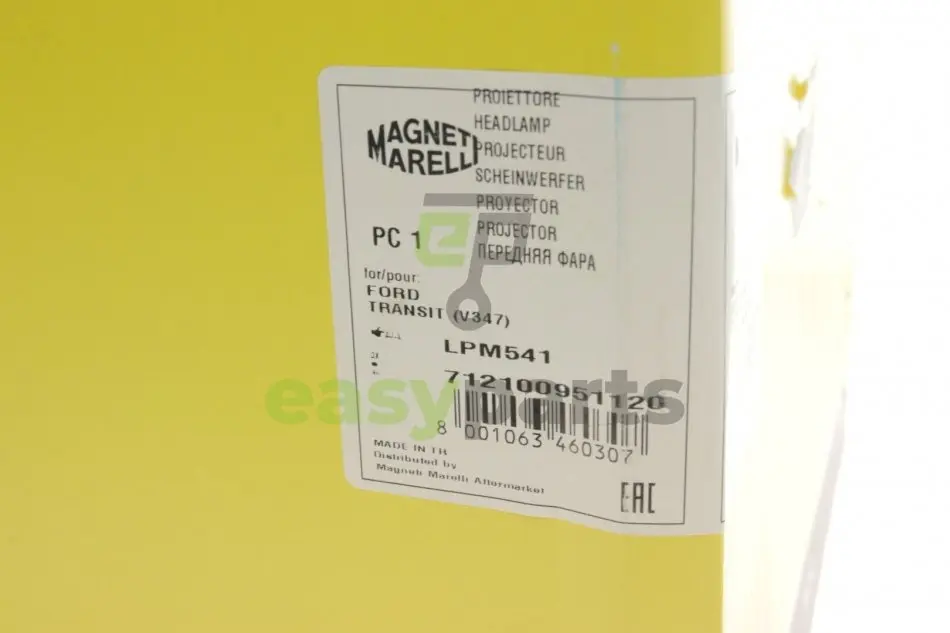 PROIETTORE
HEADLAMP
MAGNETI
MARELLI
PROJECTEUR
SCHEINWERFER
PROYECTOR
PC 1
PROJECTOR
ПЕРЕДНЯЯ ФАРА
for/pour:
FORD
TRANSIT (V347)
LPM541
712100951120
easyparts
8 001063 460307
MADE IN TR
Distributed by
Magneti Marelli Aftermarket
EAC